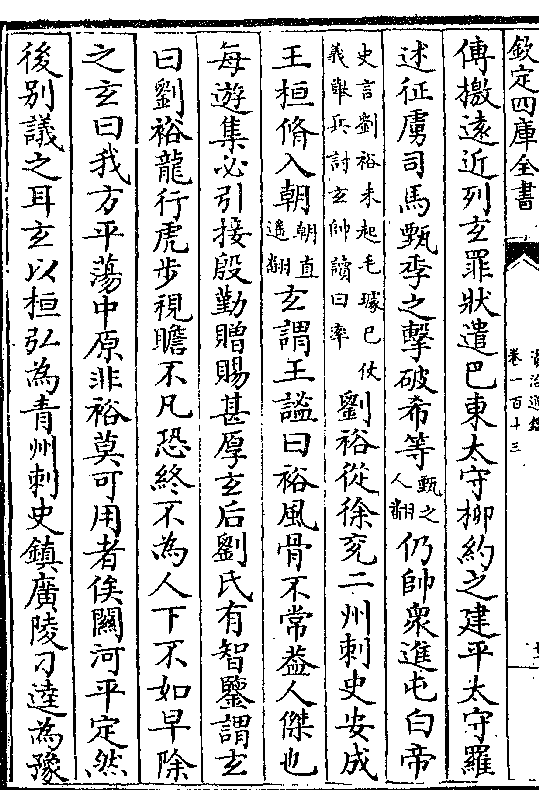 欽定四庫全書
資治通鑑
卷一百十三
傳檄遠近列玄罪狀遣巴東太守柳約之建平太守羅
述征虜司馬甄季之擊破希等甄之人翻仍帥衆進屯白帝
史言劉裕未起毛璩已仗義舉兵討玄帥讀曰率劉裕從徐兖二州刺史安成
王桓脩入朝朝直遥翻玄謂王謐曰裕風骨不常葢人傑也
每遊集必引接殷勤贈賜甚厚玄后劉氏有智鑒謂玄
曰劉裕龍行虎步視瞻不凡恐終不為人下不如早除
之玄曰我方平蕩中原非裕莫可用者俟關河平定然
後别議之耳玄以桓弘為青州刺史鎮廣陵刁逵為豫